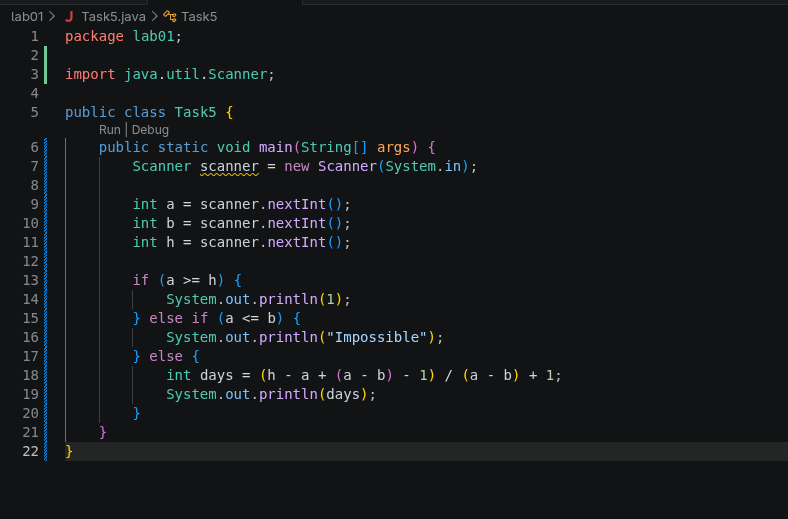 lab01 > J Task5.java > Task5
1 package lab01;
2
3 import java.util.Scanner;
4
5 public class Task5 {
Run | Debug
6 public static void main(String[] args) {
7 Scanner scanner = new Scanner(System.in);
8
9 int a = scanner.nextInt();
10 int b = scanner.nextInt();
11 int h = scanner.nextInt();
12
13 if (a >= h) {
14 System.out.println(1);
15 } else if (a <= b) {
16 System.out.println("Impossible");
17 } else {
18 int days = (h - a + (a - b) - 1) / (a - b) + 1;
19 System.out.println(days);
20 }
21 }
22 }